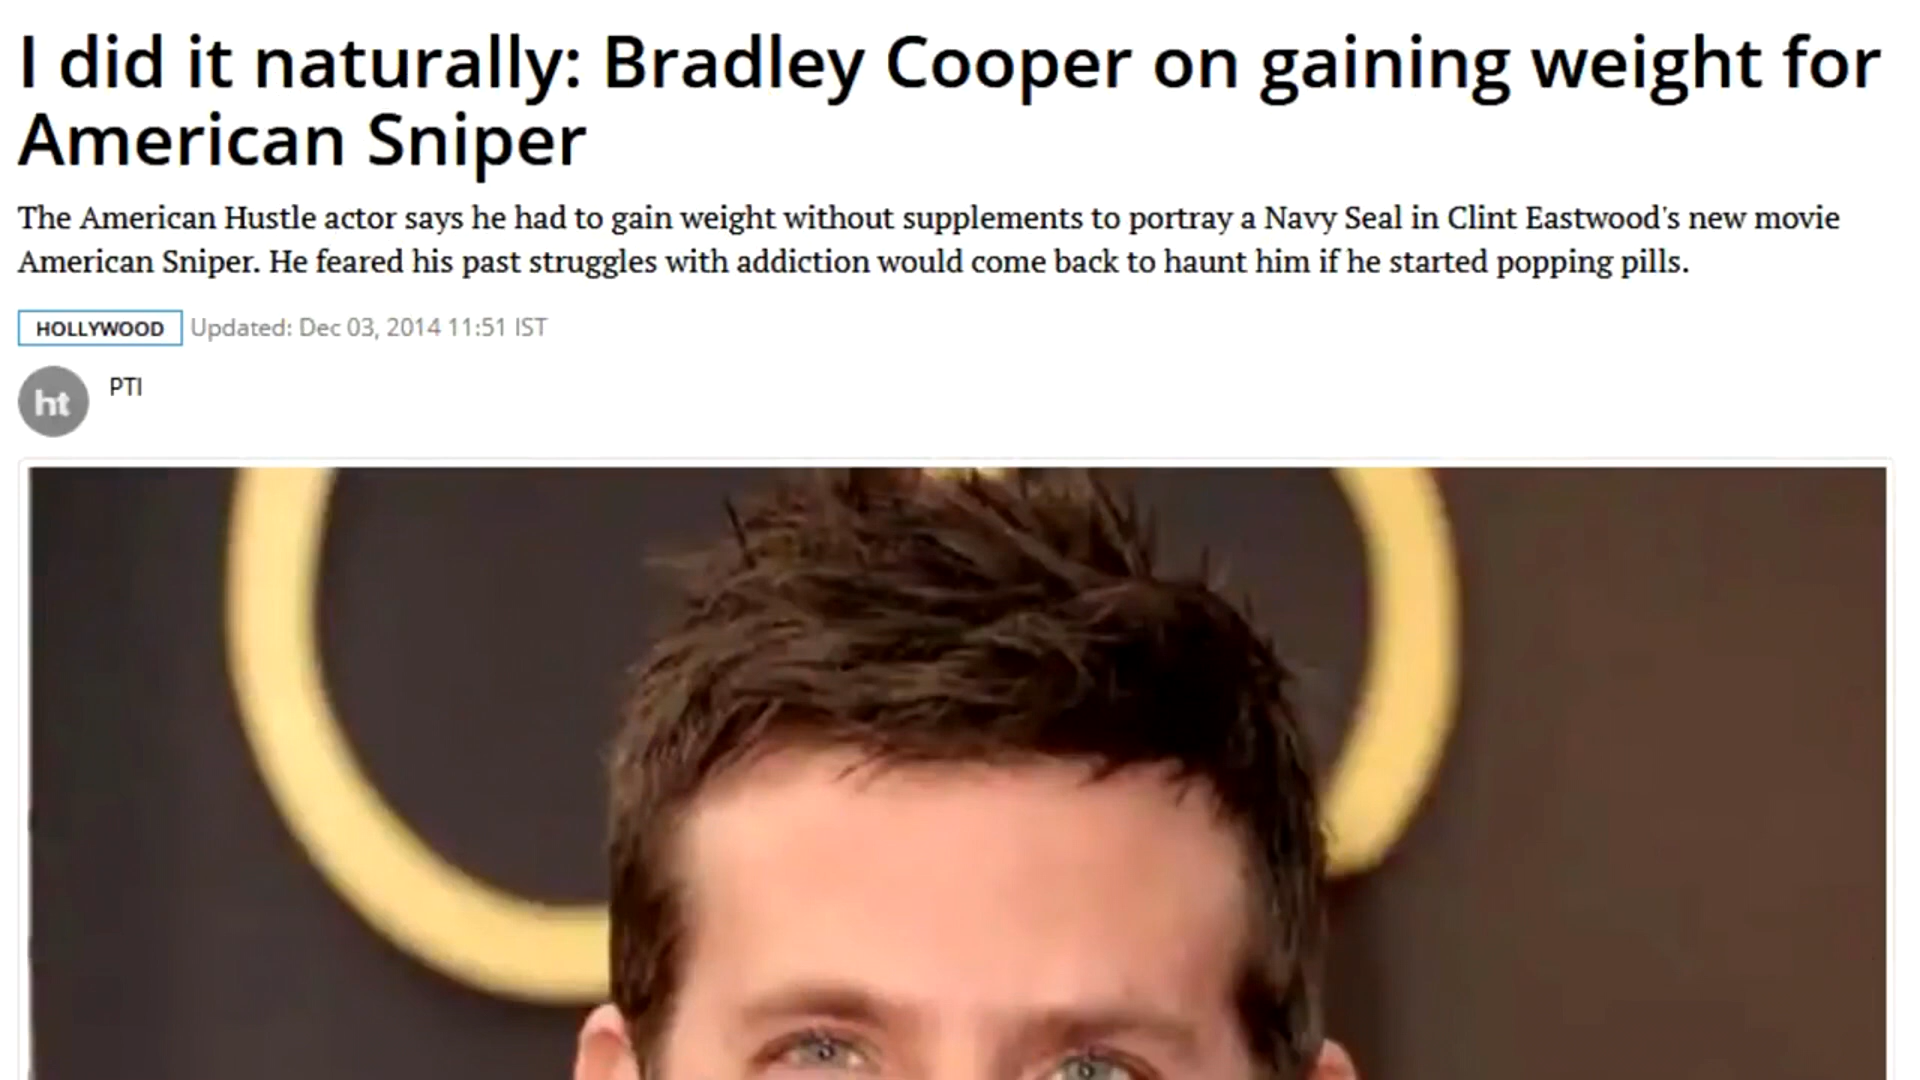 I did it naturally: Bradley Cooper on gaining weight for
American Sniper
The American Hustle actor says he had to gain weight without supplements to portray a Navy Seal in Clint Eastwood's new movie
American Sniper. He feared his past struggles with addiction would come back to haunt him if he started popping pills.
HOLLYWOOD Updated: Dec 03, 2014 11:51 IST
ht PTI